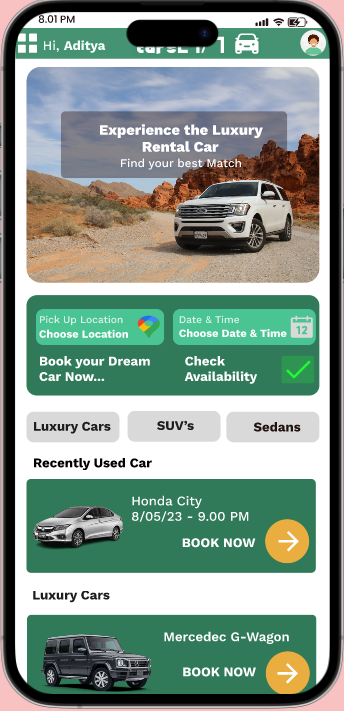 8.01 PM
Hi, Aditya
Experience the Luxury
Rental Car
Find your best Match
Pick Up Location
Choose Location
Date & Time
Choose Date & Time
12
Book your Dream
Car Now...
Check
Availability
Luxury Cars
SUV's
Sedans
Recently Used Car
Honda City
8/05/23 - 9.00 PM
BOOK NOW
Luxury Cars
Mercedec G-Wagon
BOOK NOW